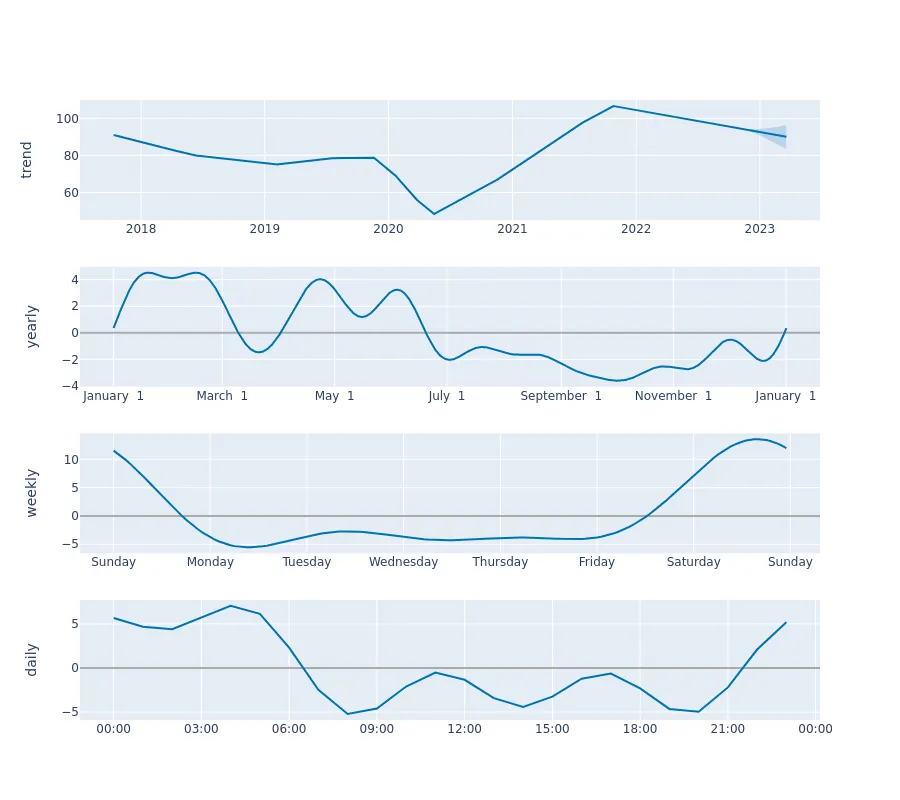 trend
100
80
60
2018 2019 2020 2021 2022 2023
yearly
4
2
0
−2
−4
January 1 March 1 May 1 July 1 September 1 November 1 January 1
weekly
10
5
0
−5
Sunday Monday Tuesday Wednesday Thursday Friday Saturday Sunday
daily
5
0
−5
00:00 03:00 06:00 09:00 12:00 15:00 18:00 21:00 00:00